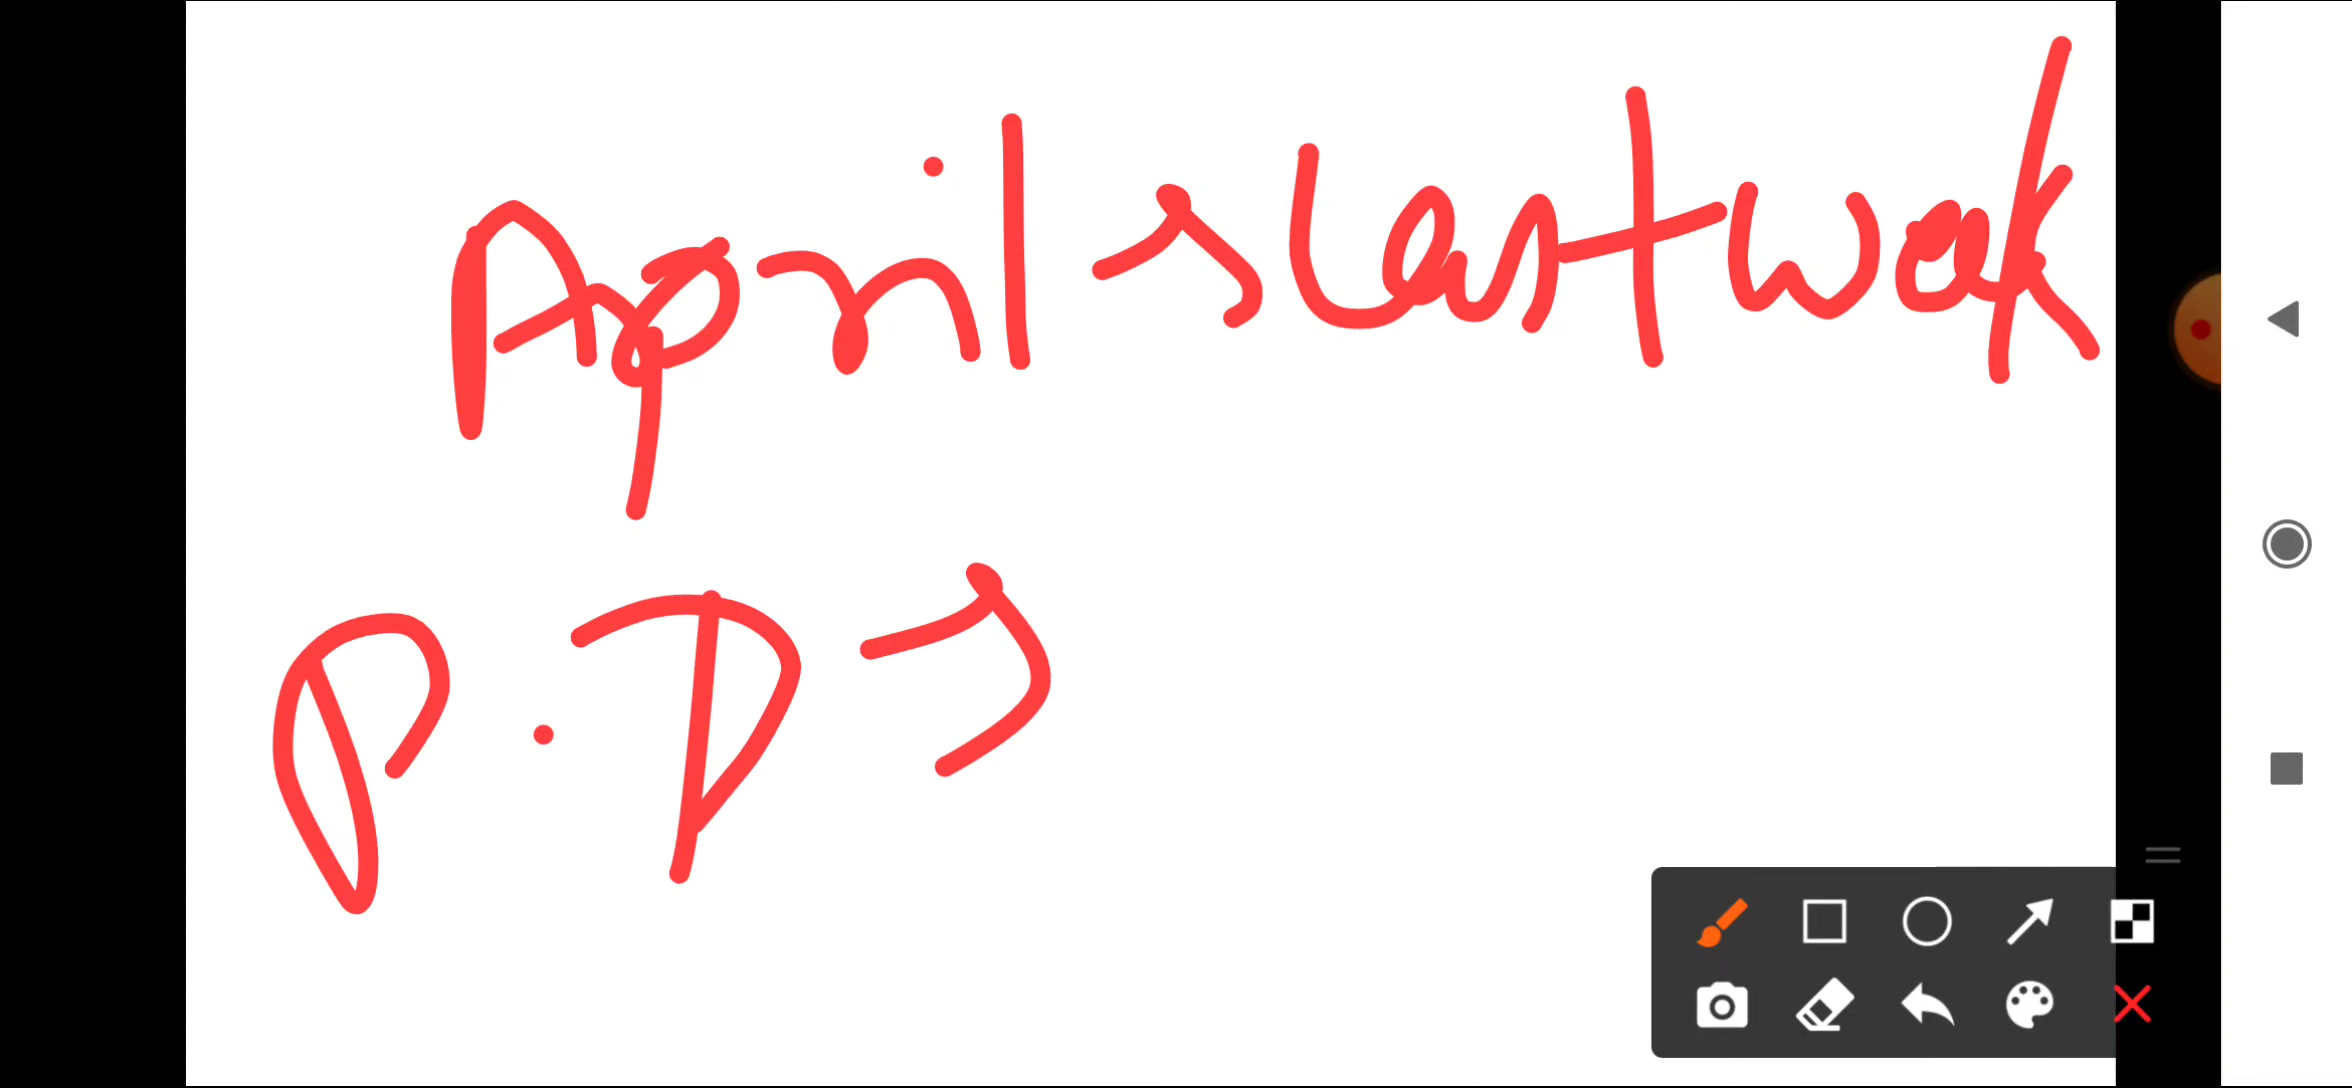 April → Last week
P.D →